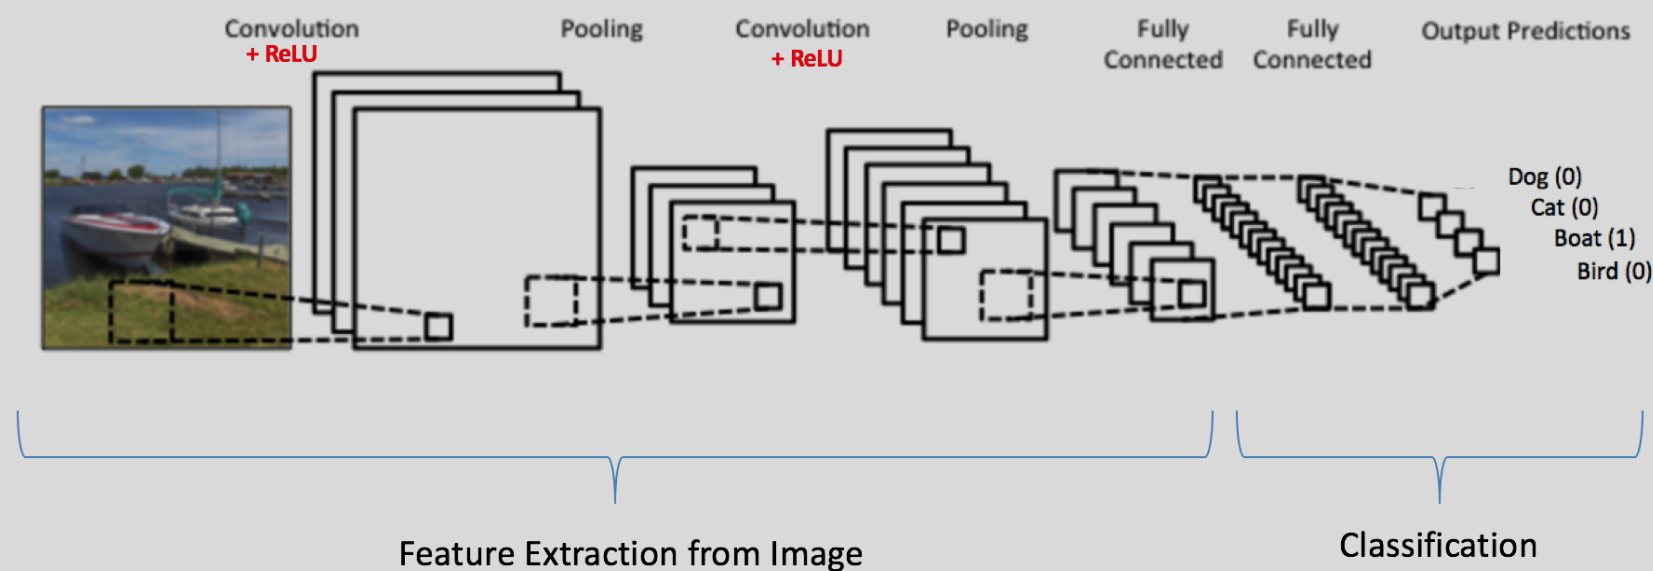 Convolution
+ ReLU
Pooling
Convolution
+ ReLU
Pooling
Fully
Connected
Fully
Connected
Output Predictions
Dog (0)
Cat (0)
Boat (1)
Bird (0)
Feature Extraction from Image
Classification